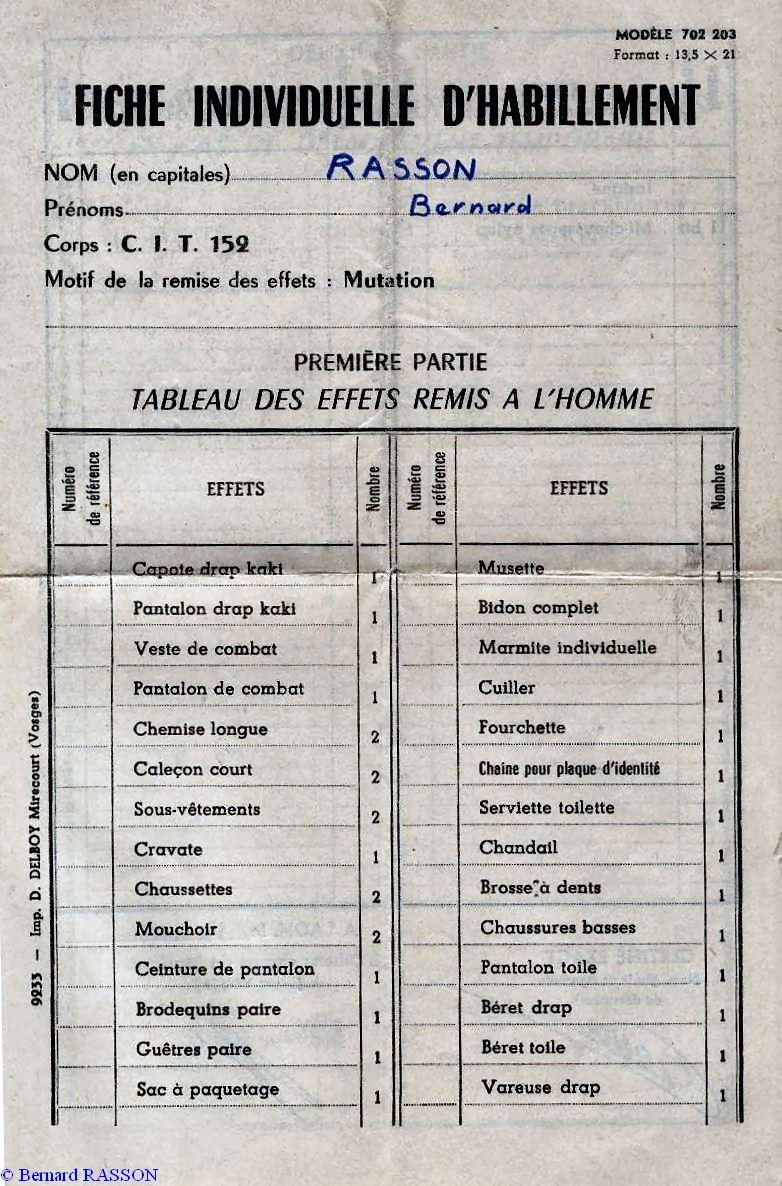 MODÈLE 702 203
Format : 13,5 × 21
FICHE INDIVIDUELLE D'HABILLEMENT
NOM (en capitales) RASSON
Prénoms Bernard
Corps : C. I. T. 152
Motif de la remise des effets : Mutation
PREMIÈRE PARTIE
TABLEAU DES EFFETS REMIS A L'HOMME
Numéro de référence EFFETS Nombre Numéro de référence EFFETS Nombre
Capote drap kaki 1 Musette 1
Pantalon drap kaki 1 Bidon complet 1
Veste de combat 1 Marmite individuelle 1
Pantalon de combat 1 Cuiller 1
Chemise longue 2 Fourchette 1
Caleçon court 2 Chaine pour plaque d'identité 1
Sous-vêtements 2 Serviette toilette 1
Cravate 1 Chandail 1
Chaussettes 2 Brosse à dents 1
Mouchoir 2 Chaussures basses 1
Ceinture de pantalon 1 Pantalon toile 1
Brodequins paire 1 Béret drap 1
Guêtres paire 1 Béret toile 1
Sac à paquetage 1 Vareuse drap 1
9233 — Imp. D. DELBOY Mirecourt (Vosges)
© Bernard RASSON